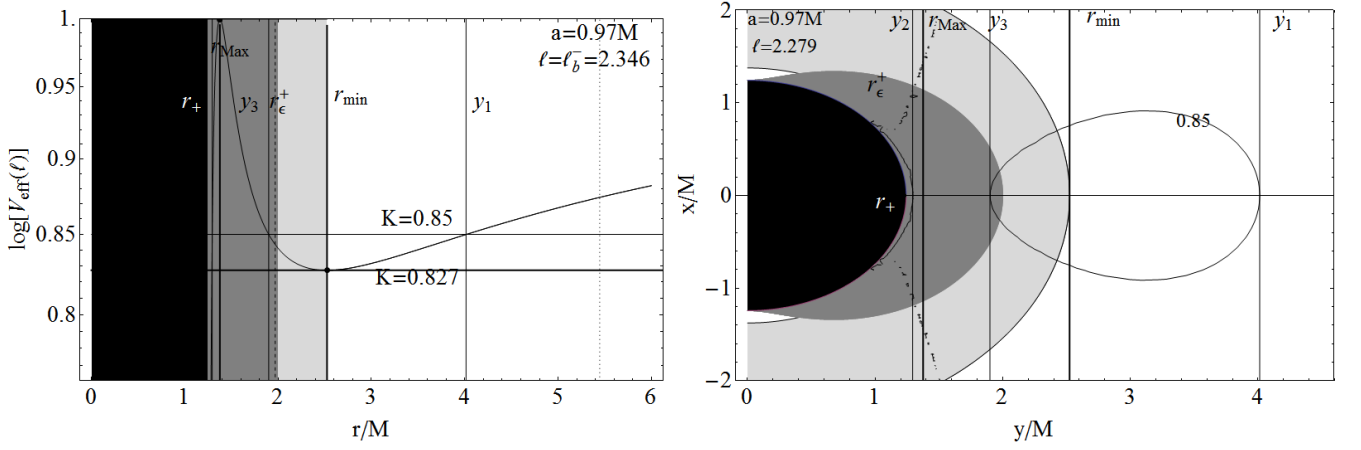 a=0.97M
ℓ=ℓ_b^-=2.346
r_Max
r_+
y_3
r_ϵ^+
r_min
y_1
K=0.85
K=0.827
log[V_eff(ℓ)]
1.
0.95
0.9
0.85
0.8
0
1
2
3
4
5
6
r/M
a=0.97M
ℓ=2.279
y_2
r_Max
y_3
r_min
y_1
r_ϵ^+
r_+
0.85
x/M
2
1
0
-1
-2
0
1
2
3
4
y/M